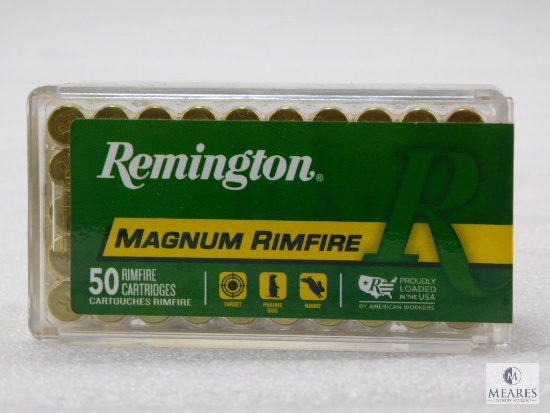 Remington®
MAGNUM RIMFIRE
R
50 RIMFIRE CARTRIDGES
CARTOUCHES RIMFIRE
TARGET
PRAIRIE DOG
RABBIT
R
PROUDLY
LOADED
IN THE USA
BY AMERICAN WORKERS
MEARES